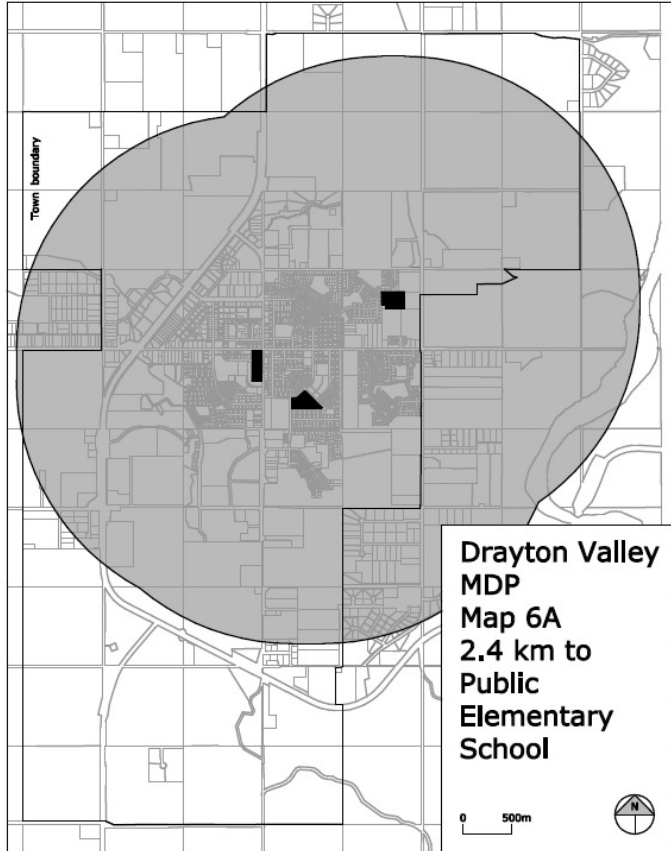 Town boundary
Drayton Valley
MDP
Map 6A
2.4 km to
Public
Elementary
School
0 500m
N